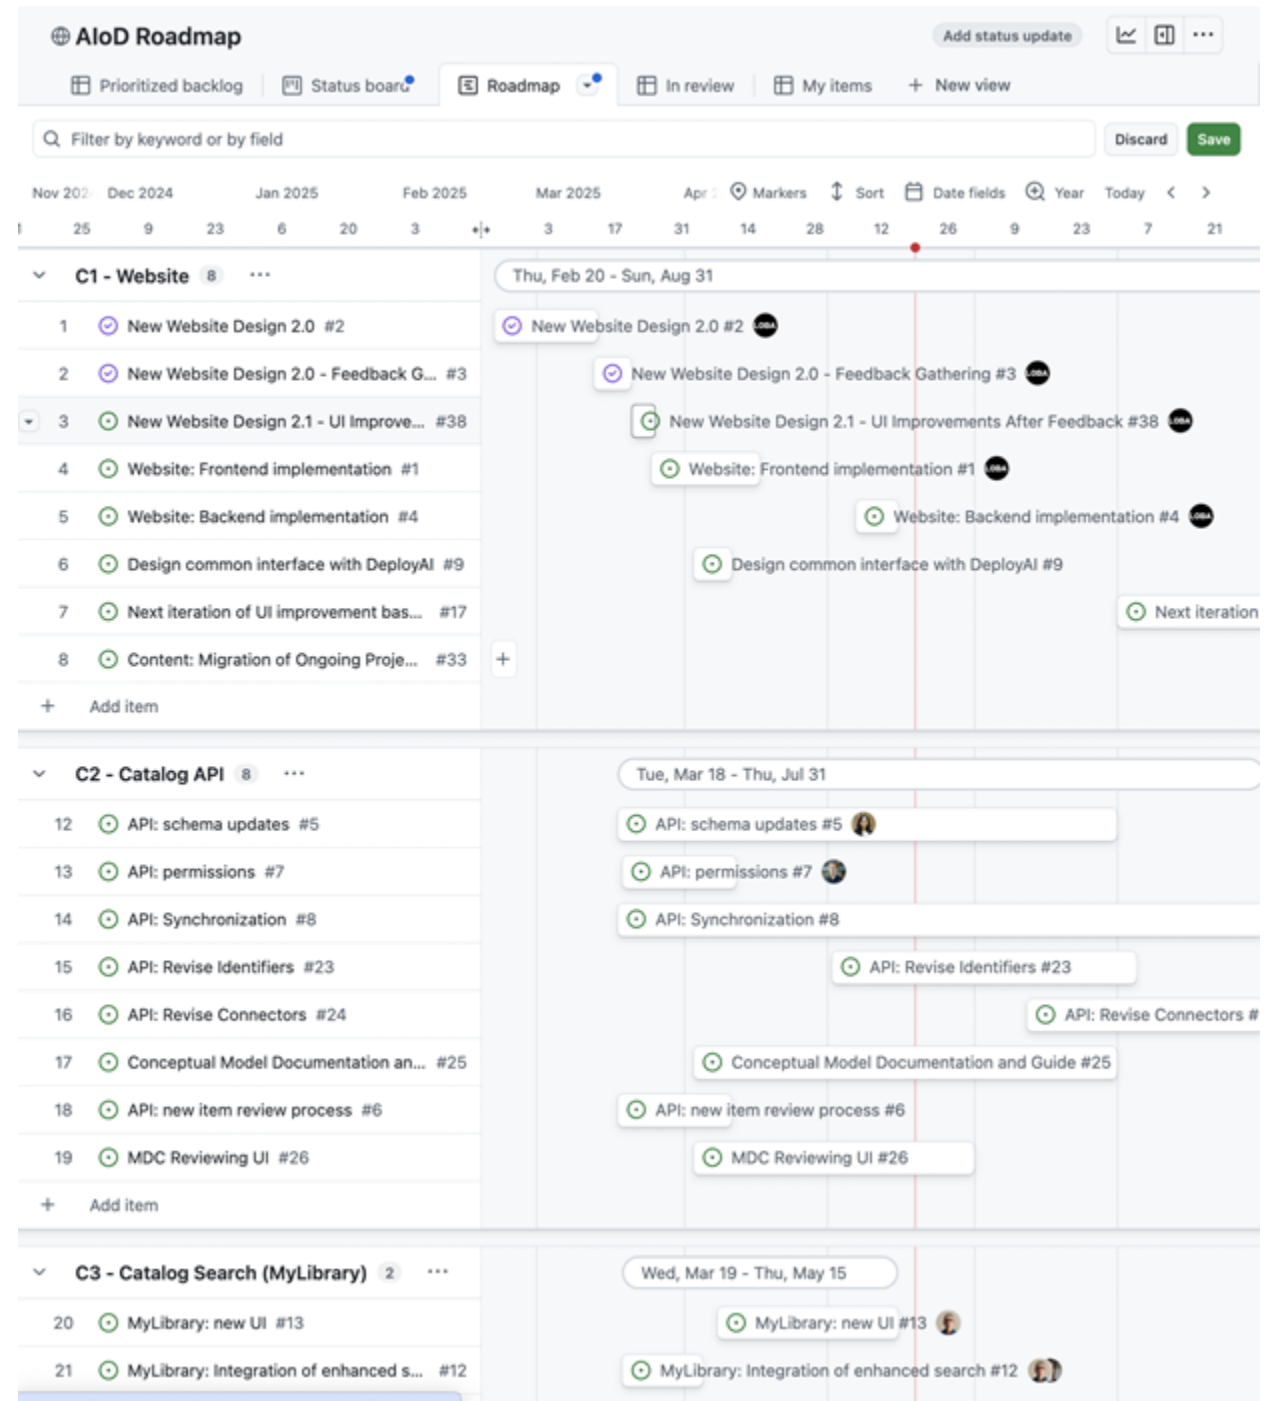 AIoD Roadmap
Add status update
Prioritized backlog Status board Roadmap In review My items + New view
Filter by keyword or by field
Discard Save
Nov 202 Dec 2024 Jan 2025 Feb 2025 Mar 2025 Apr Markers Sort Date fields Year Today
25 9 23 6 20 3 3 17 31 14 28 12 26 9 23 7 21
C1 - Website 8 ... Thu, Feb 20 - Sun, Aug 31
1 New Website Design 2.0 #2 New Website Design 2.0 #2 LOBA
2 New Website Design 2.0 - Feedback G... #3 New Website Design 2.0 - Feedback Gathering #3 LOBA
3 New Website Design 2.1 - UI Improve... #38 New Website Design 2.1 - UI Improvements After Feedback #38 LOBA
4 Website: Frontend implementation #1 Website: Frontend implementation #1 LOBA
5 Website: Backend implementation #4 Website: Backend implementation #4 LOBA
6 Design common interface with DeployAI #9 Design common interface with DeployAI #9
7 Next iteration of UI improvement bas... #17 Next iteration
8 Content: Migration of Ongoing Proje... #33 +
+ Add item
C2 - Catalog API 8 ... Tue, Mar 18 - Thu, Jul 31
12 API: schema updates #5 API: schema updates #5
13 API: permissions #7 API: permissions #7
14 API: Synchronization #8 API: Synchronization #8
15 API: Revise Identifiers #23 API: Revise Identifiers #23
16 API: Revise Connectors #24 API: Revise Connectors #
17 Conceptual Model Documentation an... #25 Conceptual Model Documentation and Guide #25
18 API: new item review process #6 API: new item review process #6
19 MDC Reviewing UI #26 MDC Reviewing UI #26
+ Add item
C3 - Catalog Search (MyLibrary) 2 ... Wed, Mar 19 - Thu, May 15
20 MyLibrary: new UI #13 MyLibrary: new UI #13
21 MyLibrary: Integration of enhanced s... #12 MyLibrary: Integration of enhanced search #12